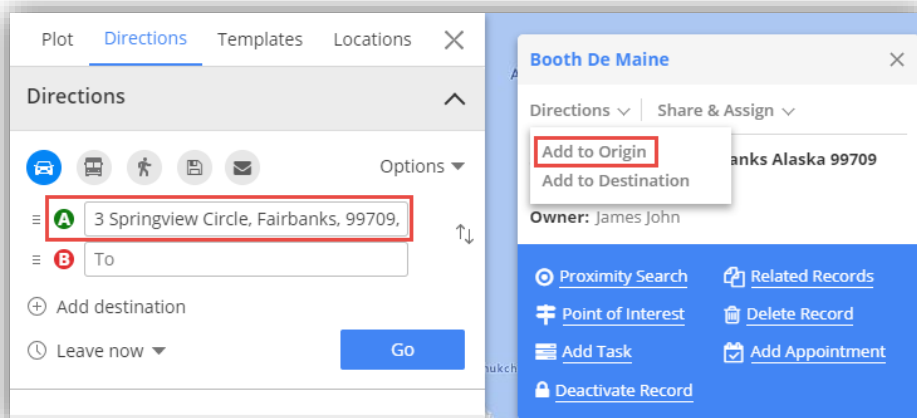 Plot Directions Templates Locations
Directions
Options
A 3 Springview Circle, Fairbanks, 99709,
B To
Add destination
Leave now
Go
Booth De Maine
Directions Share & Assign
Add to Origin
anks Alaska 99709
Add to Destination
Owner: James John
Proximity Search Related Records
Point of Interest Delete Record
Add Task Add Appointment
Deactivate Record
ukch